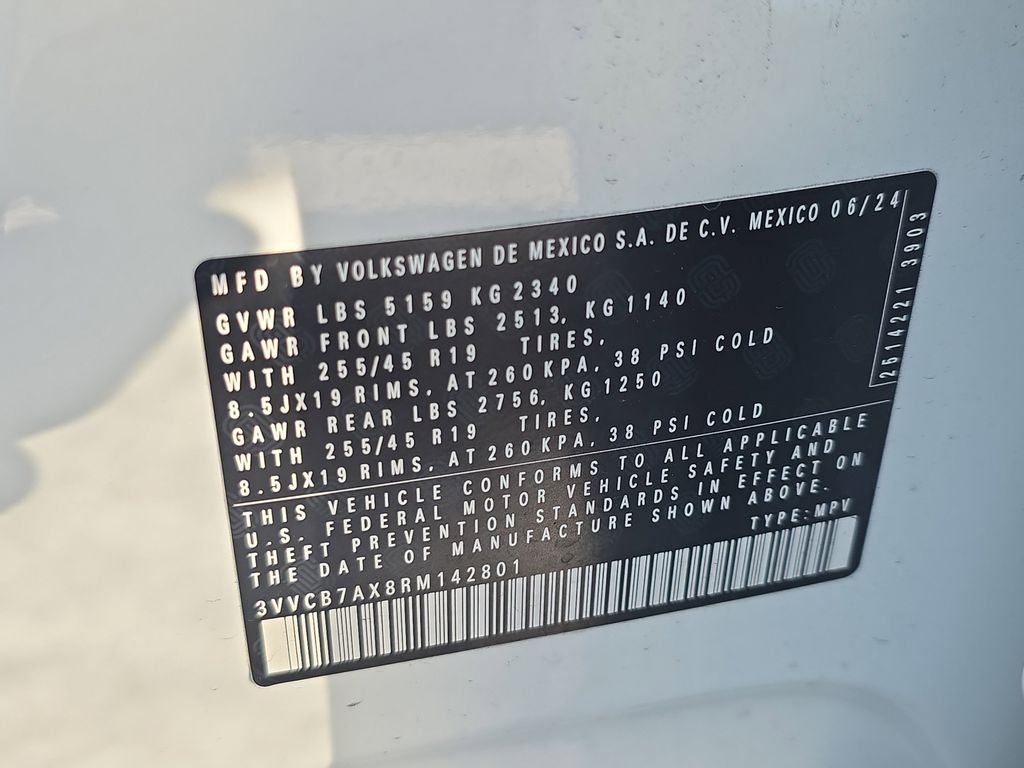 MFD BY VOLKSWAGEN DE MEXICO S.A. DE C.V. MEXICO 06/24
GVWR LBS 5159 KG 2340
GAWR FRONT LBS 2513, KG 1140
WITH 255/45 R19 TIRES,
8.5JX19 RIMS, AT 260 KPA, 38 PSI COLD
GAWR REAR LBS 2756, KG 1250
WITH 255/45 R19 TIRES,
8.5JX19 RIMS, AT 260 KPA, 38 PSI COLD
THIS VEHICLE CONFORMS TO ALL APPLICABLE
U.S. FEDERAL MOTOR VEHICLE SAFETY AND
THEFT PREVENTION STANDARDS IN EFFECT ON
THE DATE OF MANUFACTURE SHOWN ABOVE.
TYPE:MPV
3VVCB7AX8RM142801
2514221 3903